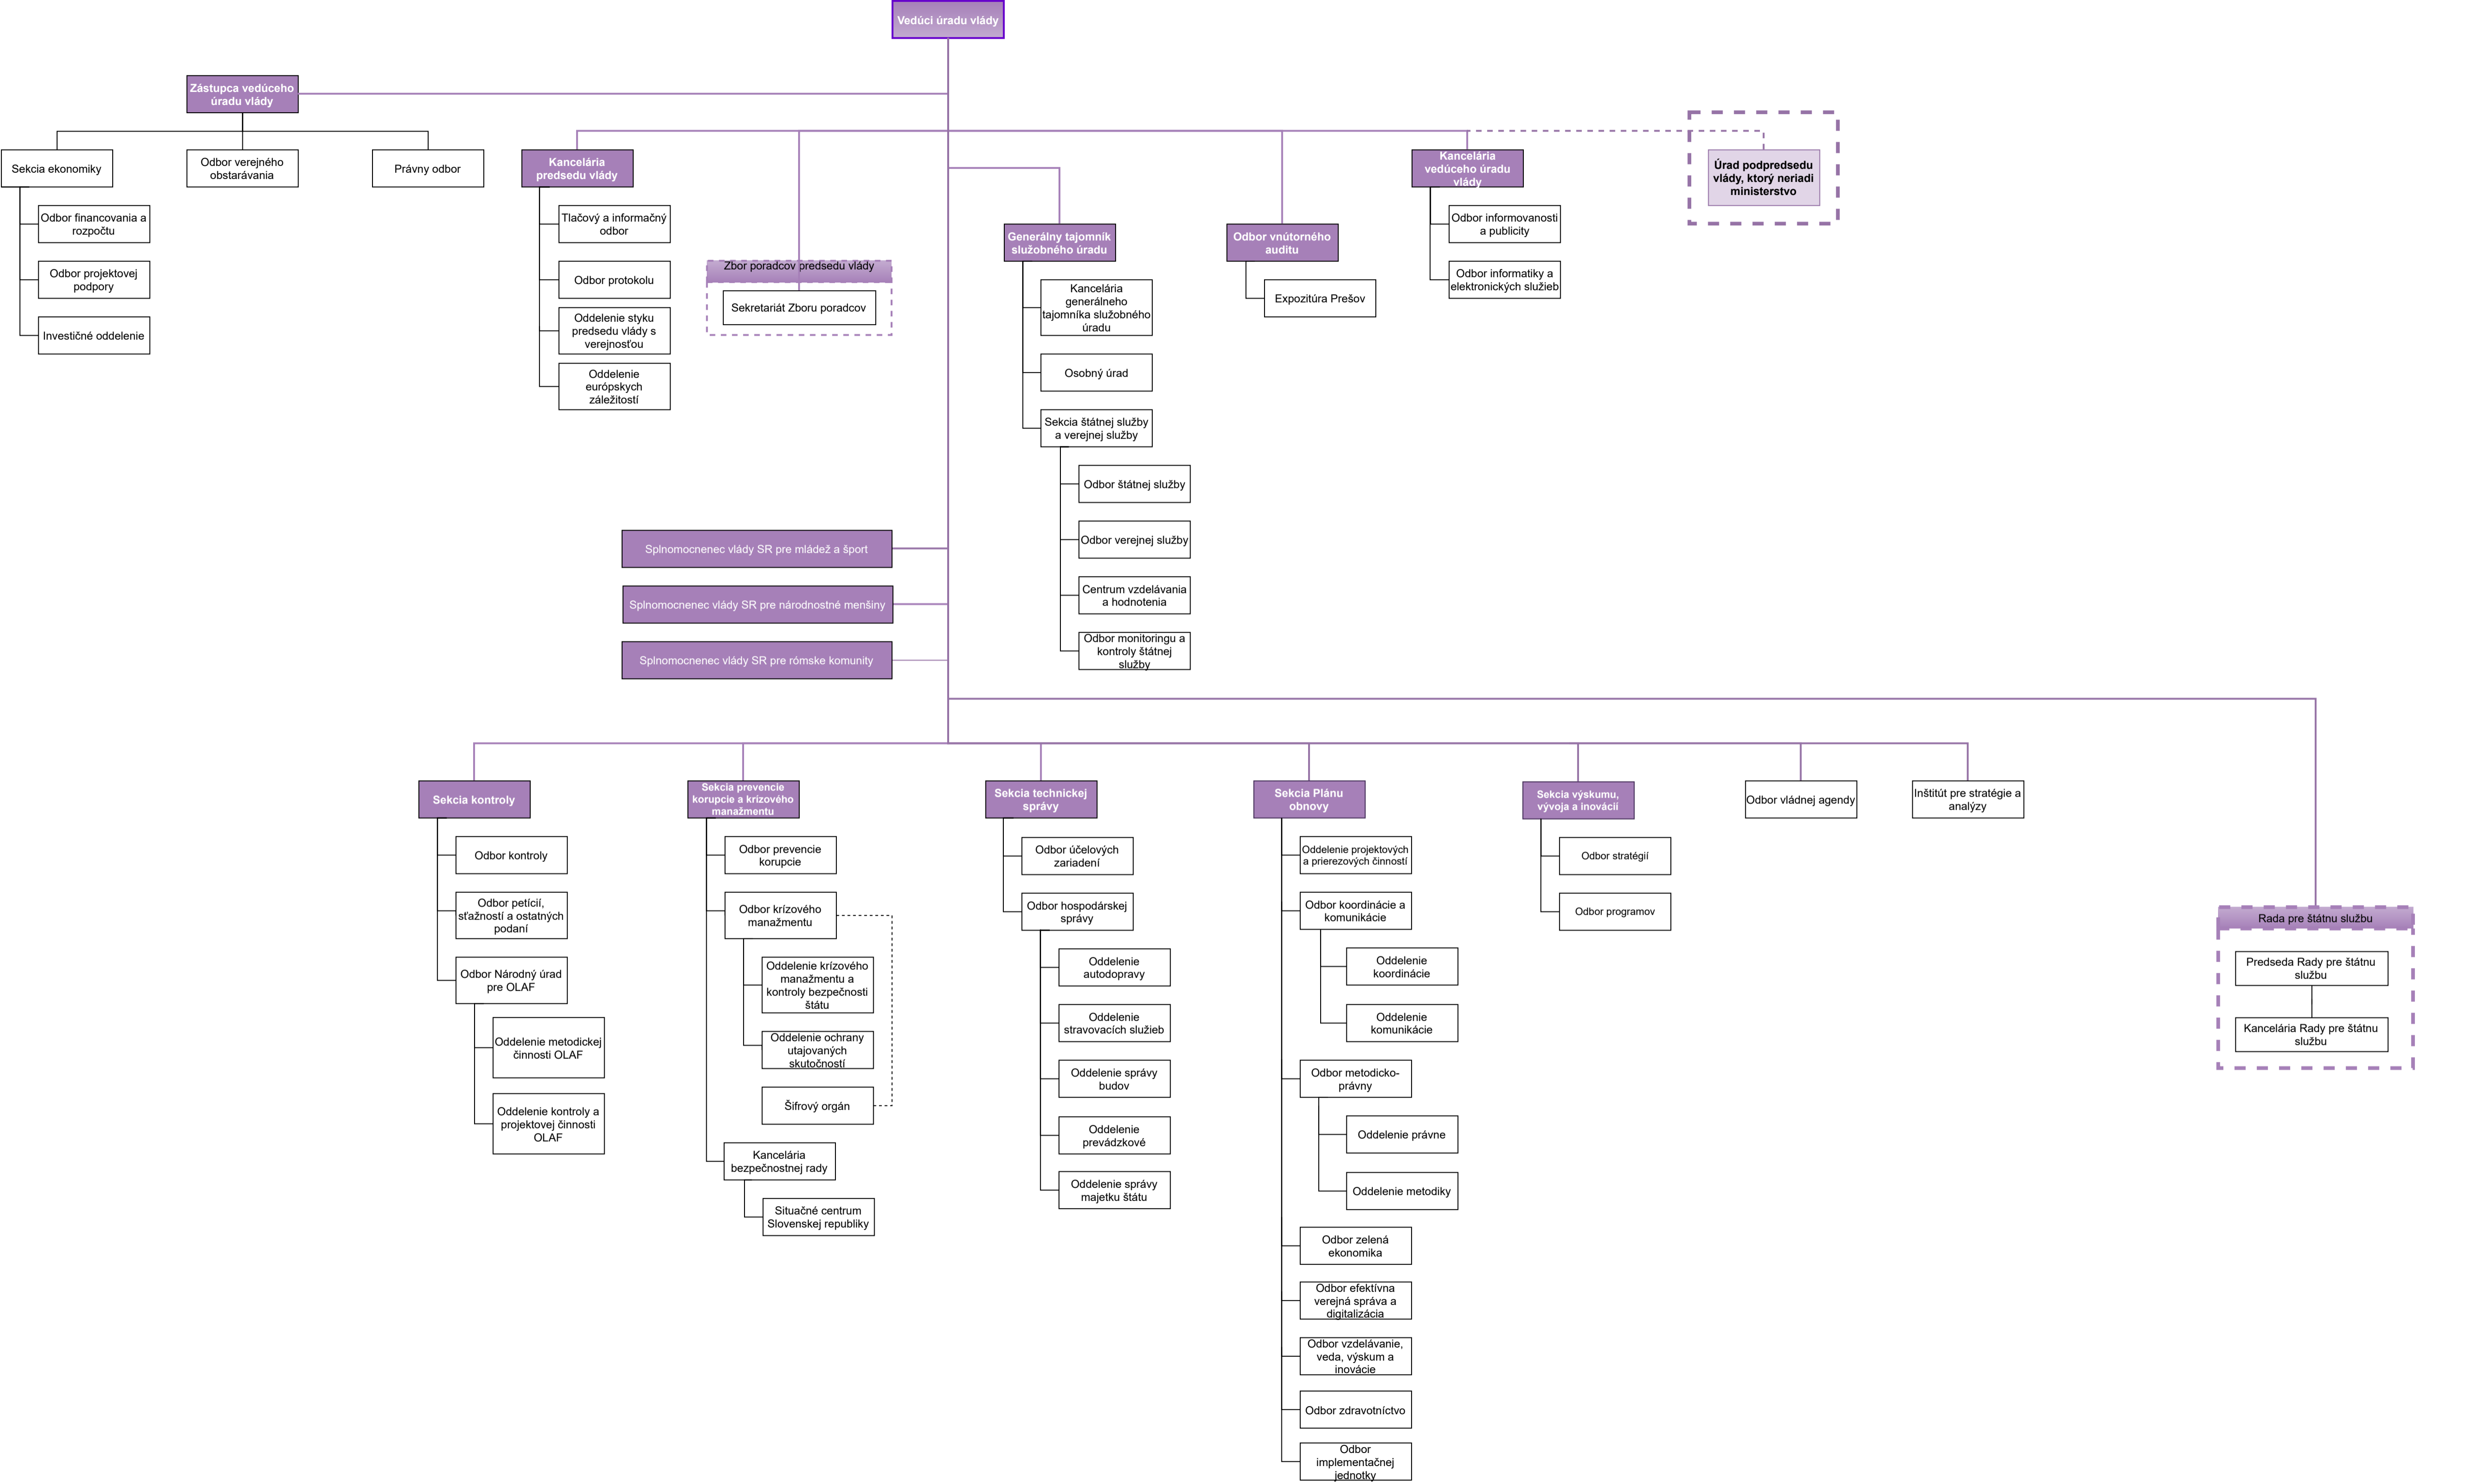 Vedúci úradu vlády
Zástupca vedúceho
úradu vlády
Sekcia ekonomiky
Odbor financovania a
rozpočtu
Odbor projektovej
podpory
Investičné oddelenie
Odbor verejného
obstarávania
Právny odbor
Kancelária
predsedu vlády
Tlačový a informačný
odbor
Odbor protokolu
Oddelenie styku
predsedu vlády s
verejnosťou
Oddelenie
európskych
záležitostí
Zbor poradcov predsedu vlády
Sekretariát Zboru poradcov
Generálny tajomník
služobného úradu
Kancelária
generálneho
tajomníka služobného
úradu
Osobný úrad
Sekcia štátnej služby
a verejnej služby
Odbor štátnej služby
Odbor verejnej služby
Centrum vzdelávania
a hodnotenia
Odbor monitoringu a
kontroly štátnej
služby
Odbor vnútorného
auditu
Expozitúra Prešov
Kancelária
vedúceho úradu
vlády
Odbor informovanosti
a publicity
Odbor informatiky a
elektronických služieb
Úrad podpredsedu
vlády, ktorý neriadi
ministerstvo
Splnomocnenec vlády SR pre mládež a šport
Splnomocnenec vlády SR pre národnostné menšiny
Splnomocnenec vlády SR pre rómske komunity
Sekcia kontroly
Odbor kontroly
Odbor petícií,
sťažností a ostatných
podaní
Odbor Národný úrad
pre OLAF
Oddelenie metodickej
činnosti OLAF
Oddelenie kontroly a
projektovej činnosti
OLAF
Sekcia prevencie
korupcie a krízového
manažmentu
Odbor prevencie
korupcie
Odbor krízového
manažmentu
Oddelenie krízového
manažmentu a
kontroly bezpečnosti
štátu
Oddelenie ochrany
utajovaných
skutočností
Šifrový orgán
Kancelária
bezpečnostnej rady
Situačné centrum
Slovenskej republiky
Sekcia technickej
správy
Odbor účelových
zariadení
Odbor hospodárskej
správy
Oddelenie
autodopravy
Oddelenie
stravovacích služieb
Oddelenie správy
budov
Oddelenie
prevádzkové
Oddelenie správy
majetku štátu
Sekcia Plánu
obnovy
Oddelenie projektových
a prierezových činností
Odbor koordinácie a
komunikácie
Oddelenie
koordinácie
Oddelenie
komunikácie
Odbor metodicko-
právny
Oddelenie právne
Oddelenie metodiky
Odbor zelená
ekonomika
Odbor efektívna
verejná správa a
digitalizácia
Odbor vzdelávanie,
veda, výskum a
inovácie
Odbor zdravotníctvo
Odbor
implementačnej
jednotky
Sekcia výskumu,
vývoja a inovácií
Odbor stratégií
Odbor programov
Odbor vládnej agendy
Inštitút pre stratégie a
analýzy
Rada pre štátnu službu
Predseda Rady pre štátnu
službu
Kancelária Rady pre štátnu
službu